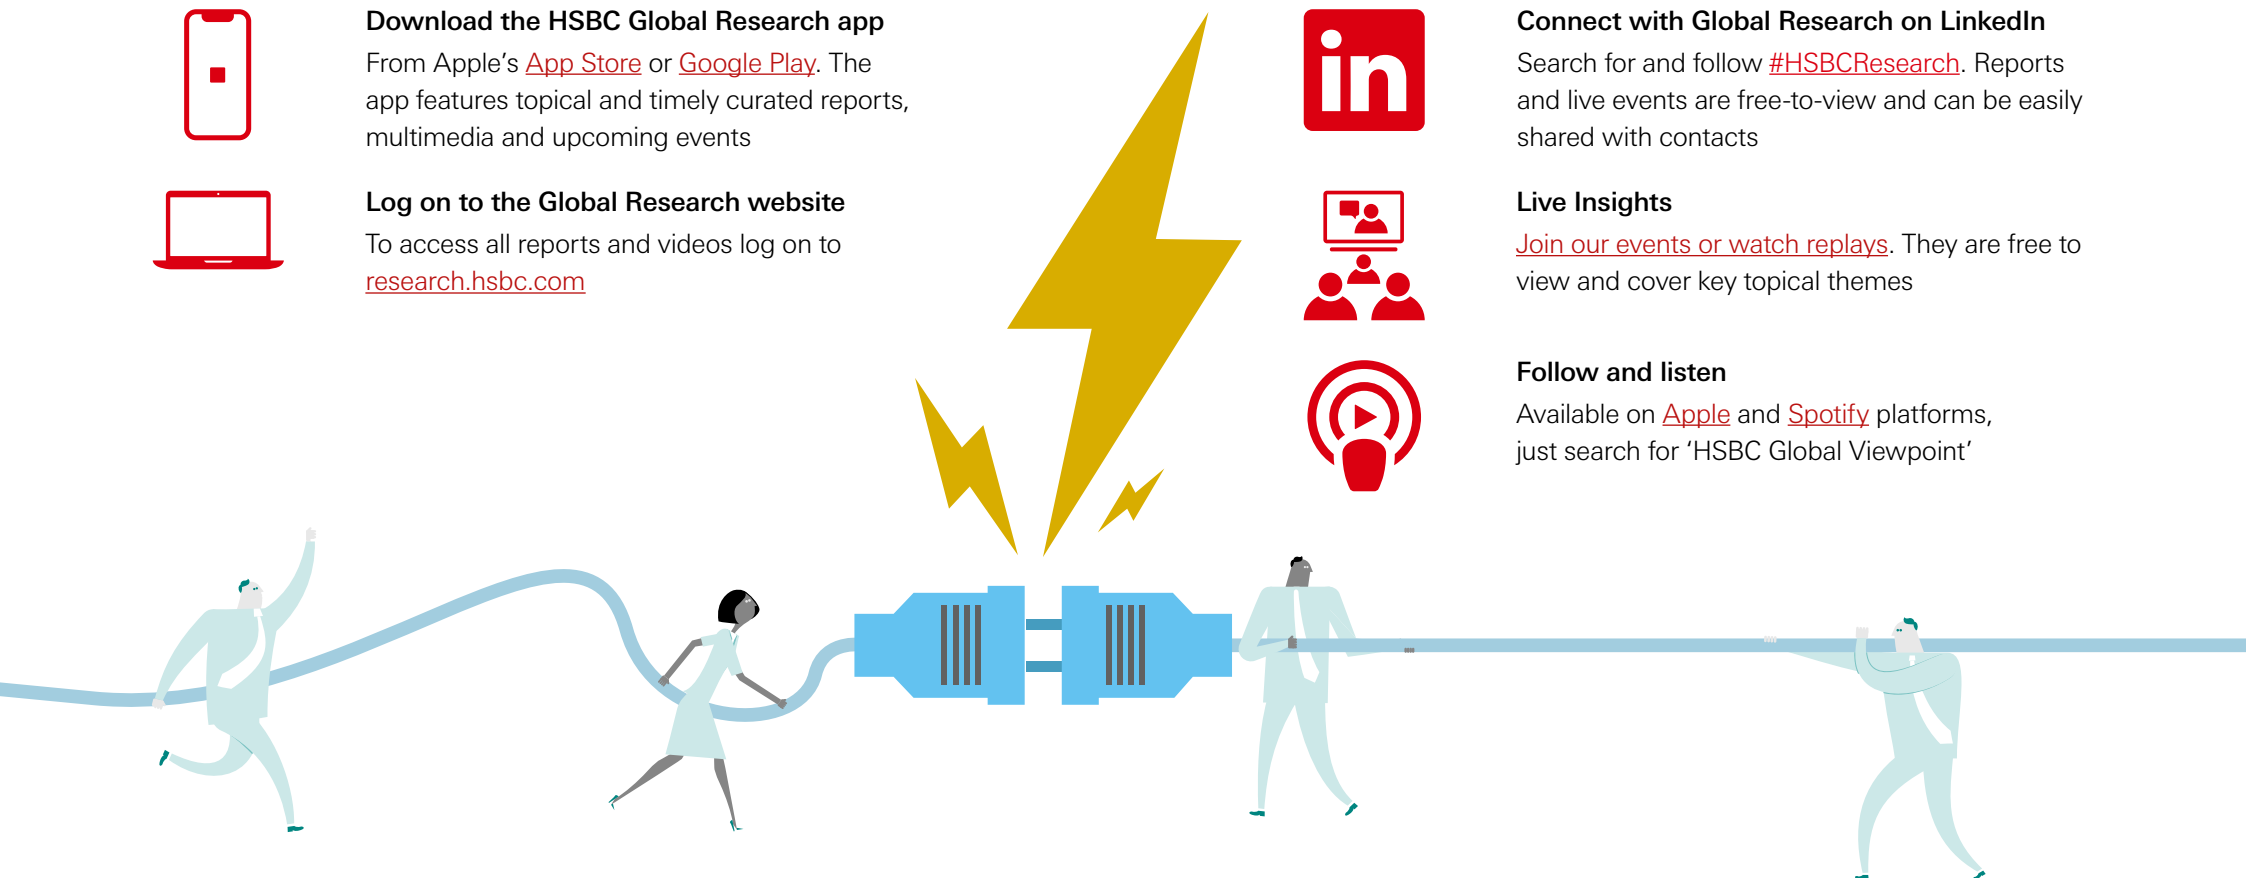 Download the HSBC Global Research app
From Apple’s App Store or Google Play. The
app features topical and timely curated reports,
multimedia and upcoming events
Log on to the Global Research website
To access all reports and videos log on to
research.hsbc.com
in
Connect with Global Research on LinkedIn
Search for and follow #HSBCResearch. Reports
and live events are free-to-view and can be easily
shared with contacts
Live Insights
Join our events or watch replays. They are free to
view and cover key topical themes
Follow and listen
Available on Apple and Spotify platforms,
just search for ‘HSBC Global Viewpoint’